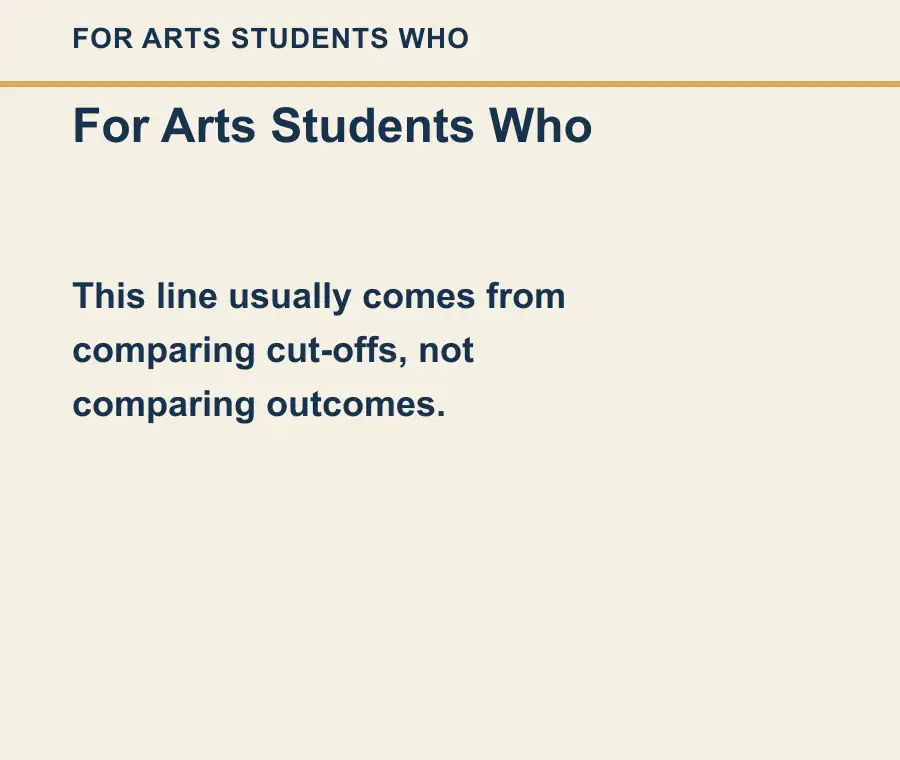 FOR ARTS STUDENTS WHO
For Arts Students Who
This line usually comes from
comparing cut-offs, not
comparing outcomes.